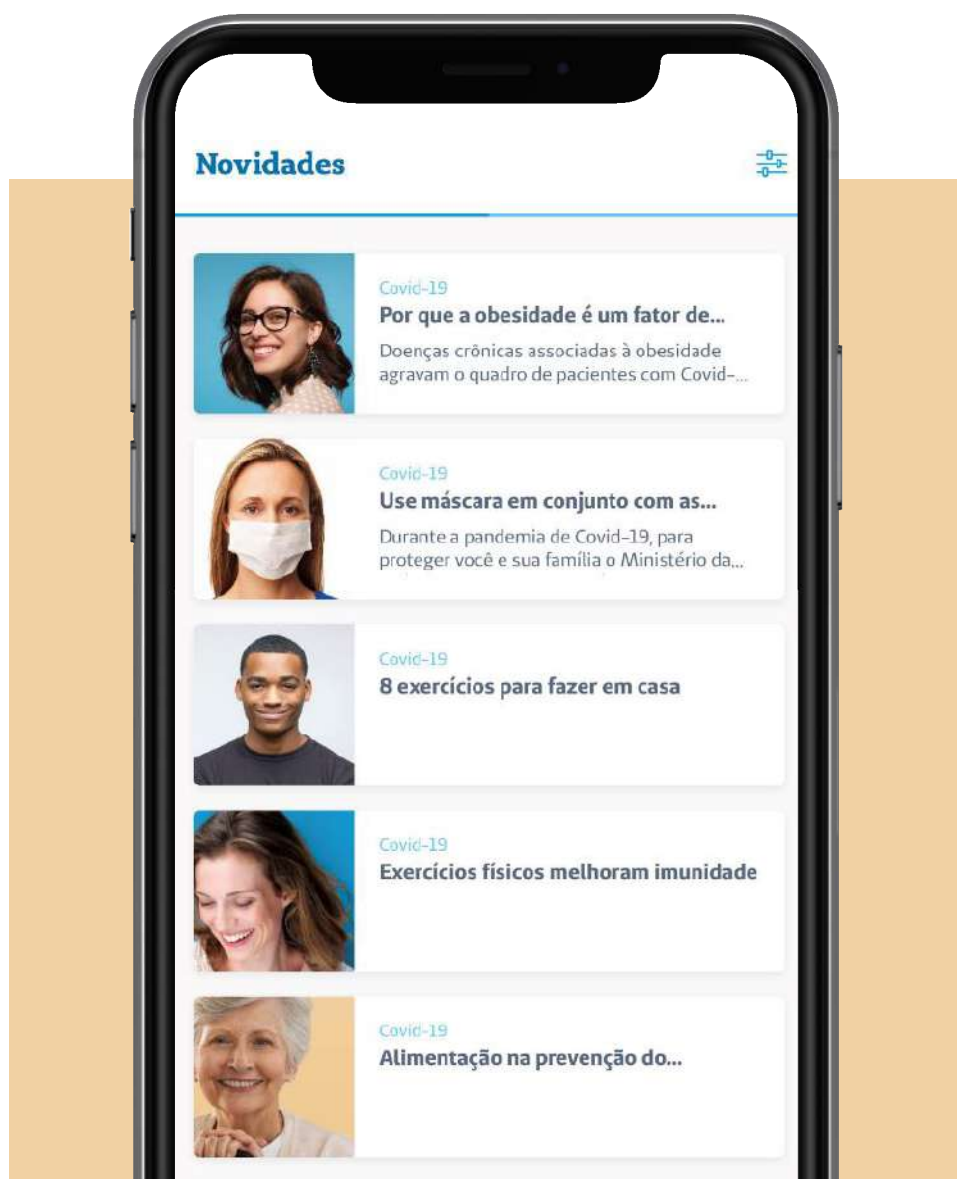 Novidades
Covid-19
Por que a obesidade é um fator de...
Doenças crônicas associadas à obesidade
agravam o quadro de pacientes com Covid-...
Covid-19
Use máscara em conjunto com as...
Durante a pandemia de Covid-19, para
proteger você e sua família o Ministério da...
Covid-19
8 exercícios para fazer em casa
Covid-19
Exercícios físicos melhoram imunidade
Covid-19
Alimentação na prevenção do...